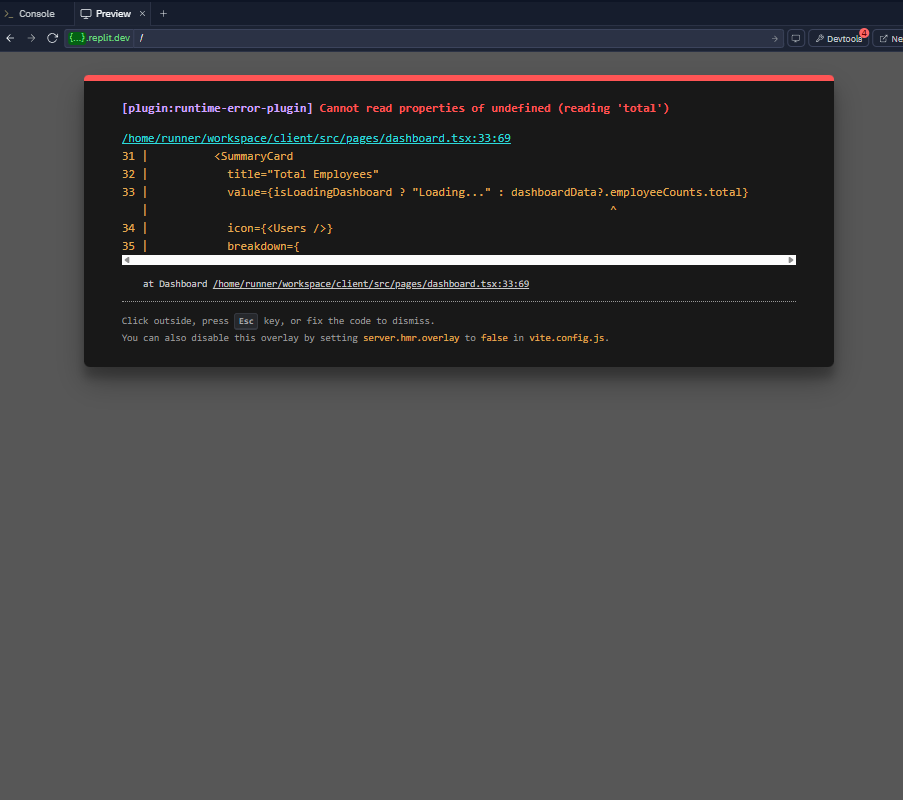 >_ Console Preview × +
{...}.replit.dev / Devtools 4 Ne
[plugin:runtime-error-plugin] Cannot read properties of undefined (reading 'total')
/home/runner/workspace/client/src/pages/dashboard.tsx:33:69
31 | <SummaryCard
32 | title="Total Employees"
33 | value={isLoadingDashboard ? "Loading..." : dashboardData?.employeeCounts.total}
| ^
34 | icon={<Users />}
35 | breakdown={
at Dashboard /home/runner/workspace/client/src/pages/dashboard.tsx:33:69
Click outside, press Esc key, or fix the code to dismiss.
You can also disable this overlay by setting server.hmr.overlay to false in vite.config.js.